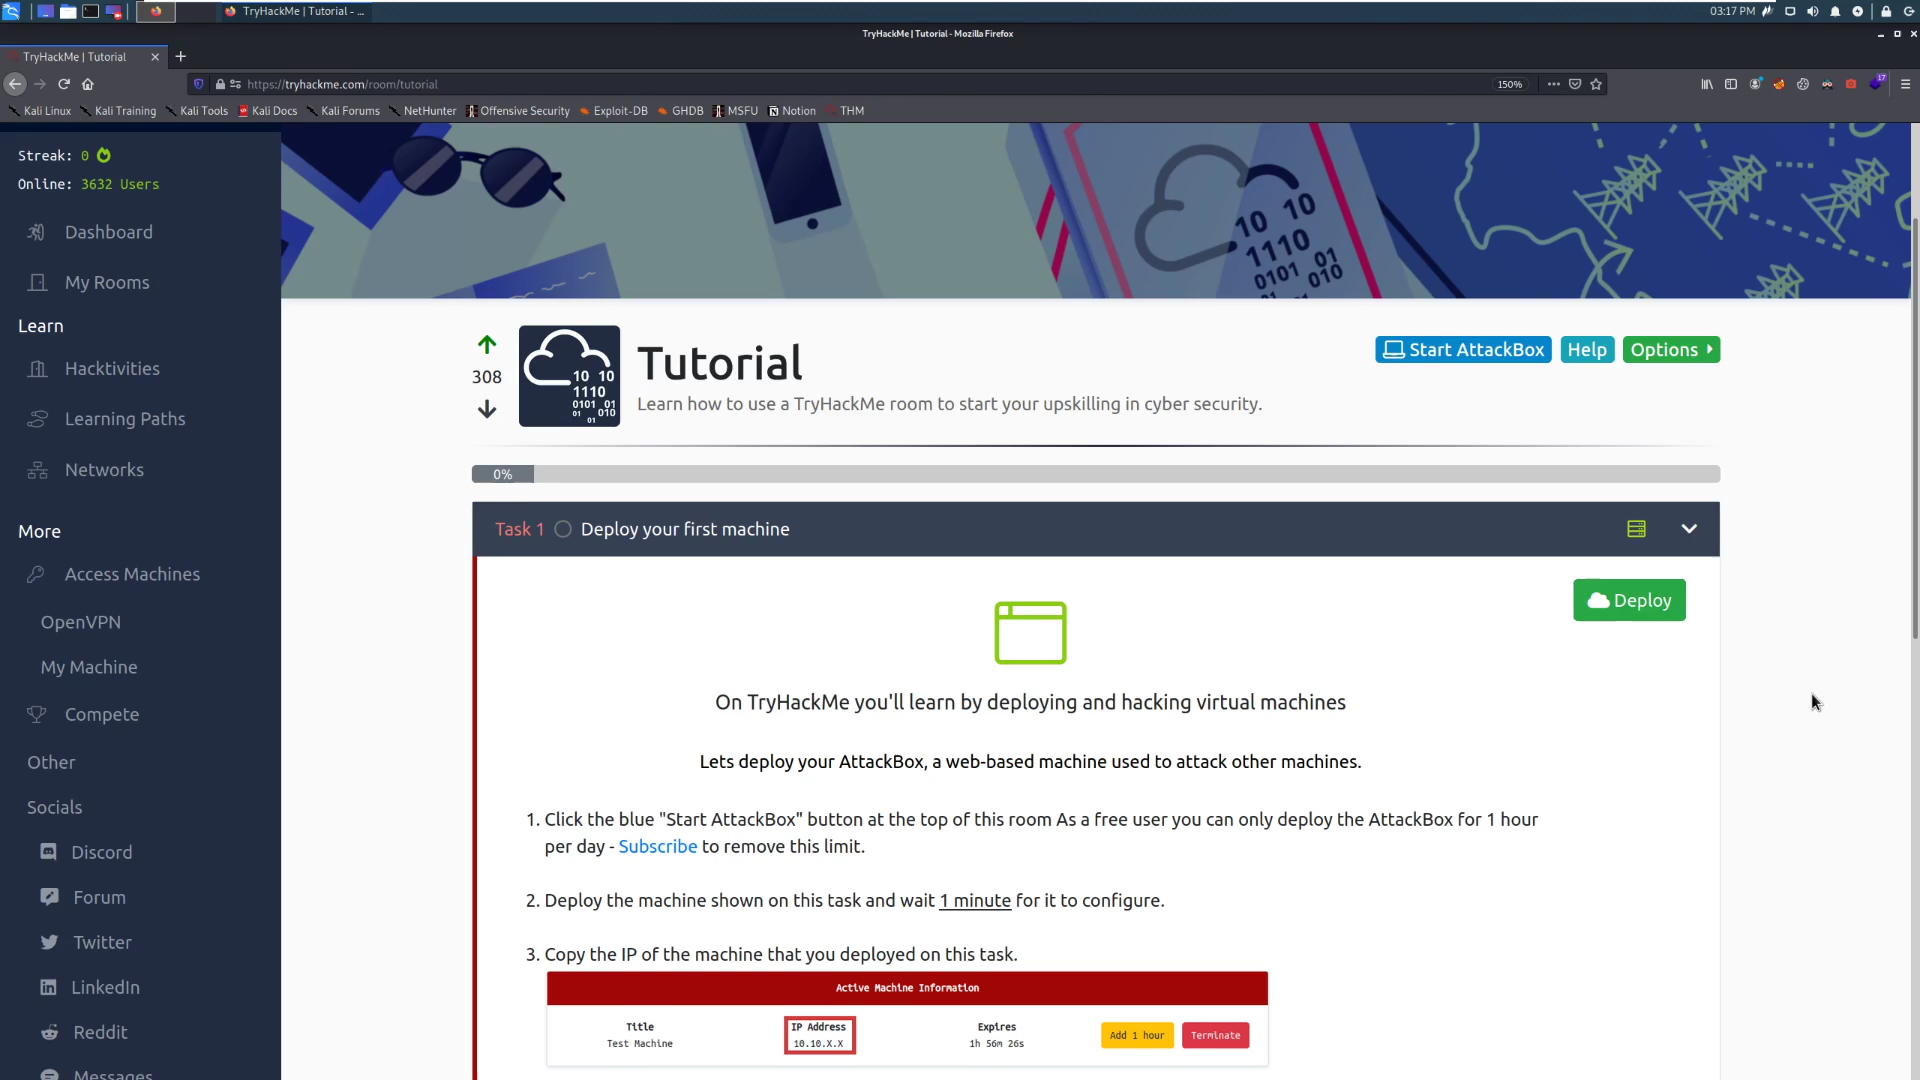 TryHackMe | Tutorial - ...
03:17 PM
TryHackMe | Tutorial - Mozilla Firefox
TryHackMe | Tutorial
https://tryhackme.com/room/tutorial
150%
17
Kali Linux
Kali Training
Kali Tools
Kali Docs
Kali Forums
NetHunter
Offensive Security
Exploit-DB
GHDB
MSFU
Notion
THM
Streak: 0
Online: 3632 Users
Dashboard
My Rooms
Learn
Hacktivities
Learning Paths
Networks
More
Access Machines
OpenVPN
My Machine
Compete
Other
Socials
Discord
Forum
Twitter
LinkedIn
Reddit
Messages
10 10
1110
0101 01
010
308
10 10
1110
0101 01
01 010
01
Tutorial
Learn how to use a TryHackMe room to start your upskilling in cyber security.
Start AttackBox
Help
Options
0%
Task 1
Deploy your first machine
Deploy
On TryHackMe you'll learn by deploying and hacking virtual machines
Lets deploy your AttackBox, a web-based machine used to attack other machines.
1. Click the blue "Start AttackBox" button at the top of this room As a free user you can only deploy the AttackBox for 1 hour
per day - Subscribe to remove this limit.
2. Deploy the machine shown on this task and wait 1 minute for it to configure.
3. Copy the IP of the machine that you deployed on this task.
Active Machine Information
Title
Test Machine
IP Address
10.10.X.X
Expires
1h 56m 26s
Add 1 hour
Terminate